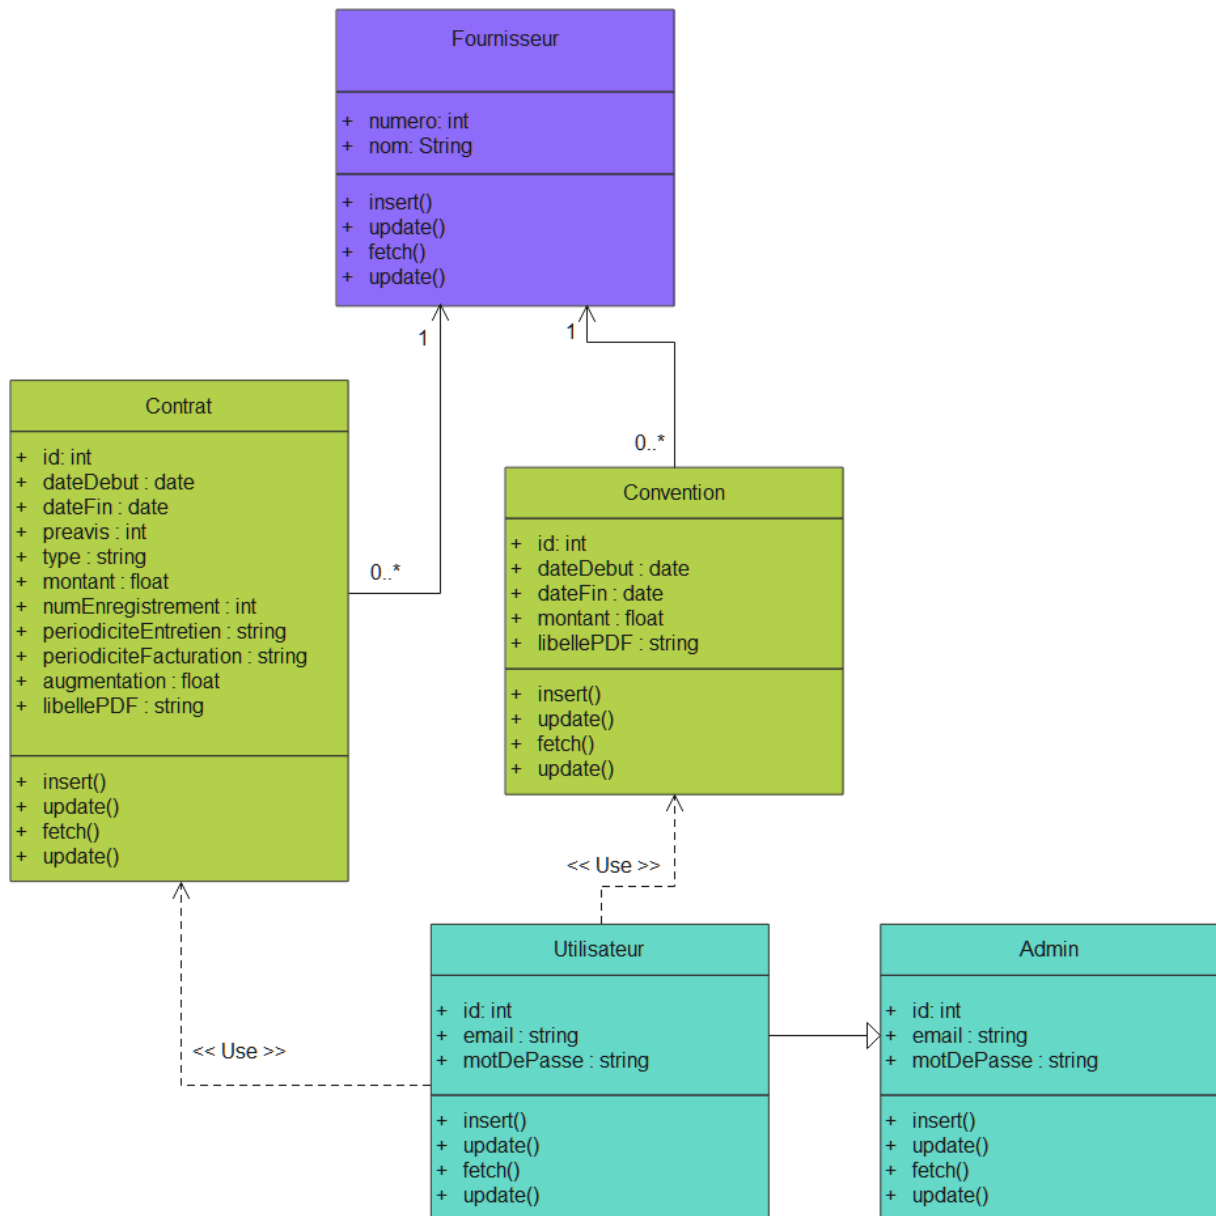 Fournisseur
+ numero: int
+ nom: String
+ insert()
+ update()
+ fetch()
+ update()
1
1
Contrat
+ id: int
+ dateDebut : date
+ dateFin : date
+ preavis : int
+ type : string
+ montant : float
+ numEnregistrement : int
+ periodiciteEntretien : string
+ periodiciteFacturation : string
+ augmentation : float
+ libellePDF : string
+ insert()
+ update()
+ fetch()
+ update()
0..*
0..*
Convention
+ id: int
+ dateDebut : date
+ dateFin : date
+ montant : float
+ libellePDF : string
+ insert()
+ update()
+ fetch()
+ update()
<< Use >>
<< Use >>
Utilisateur
+ id: int
+ email : string
+ motDePasse : string
+ insert()
+ update()
+ fetch()
+ update()
Admin
+ id: int
+ email : string
+ motDePasse : string
+ insert()
+ update()
+ fetch()
+ update()